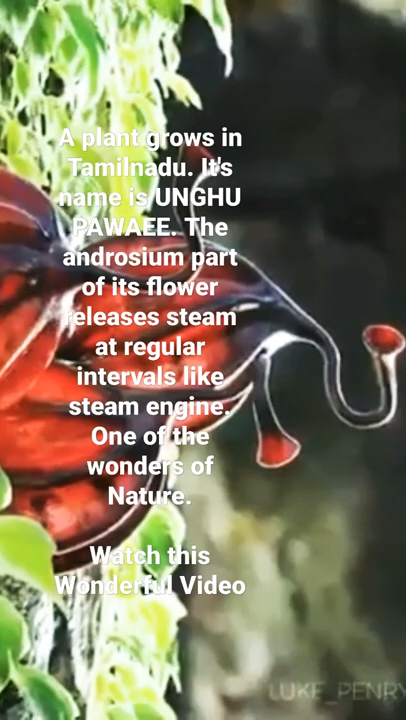 A plant grows in
Tamilnadu. It's
name is UNGHU
PAWAEE. The
androsium part
of its flower
releases steam
at regular
intervals like
steam engine.
One of the
wonders of
Nature.
Watch this
Wonderful Video
LUKE_PENRY